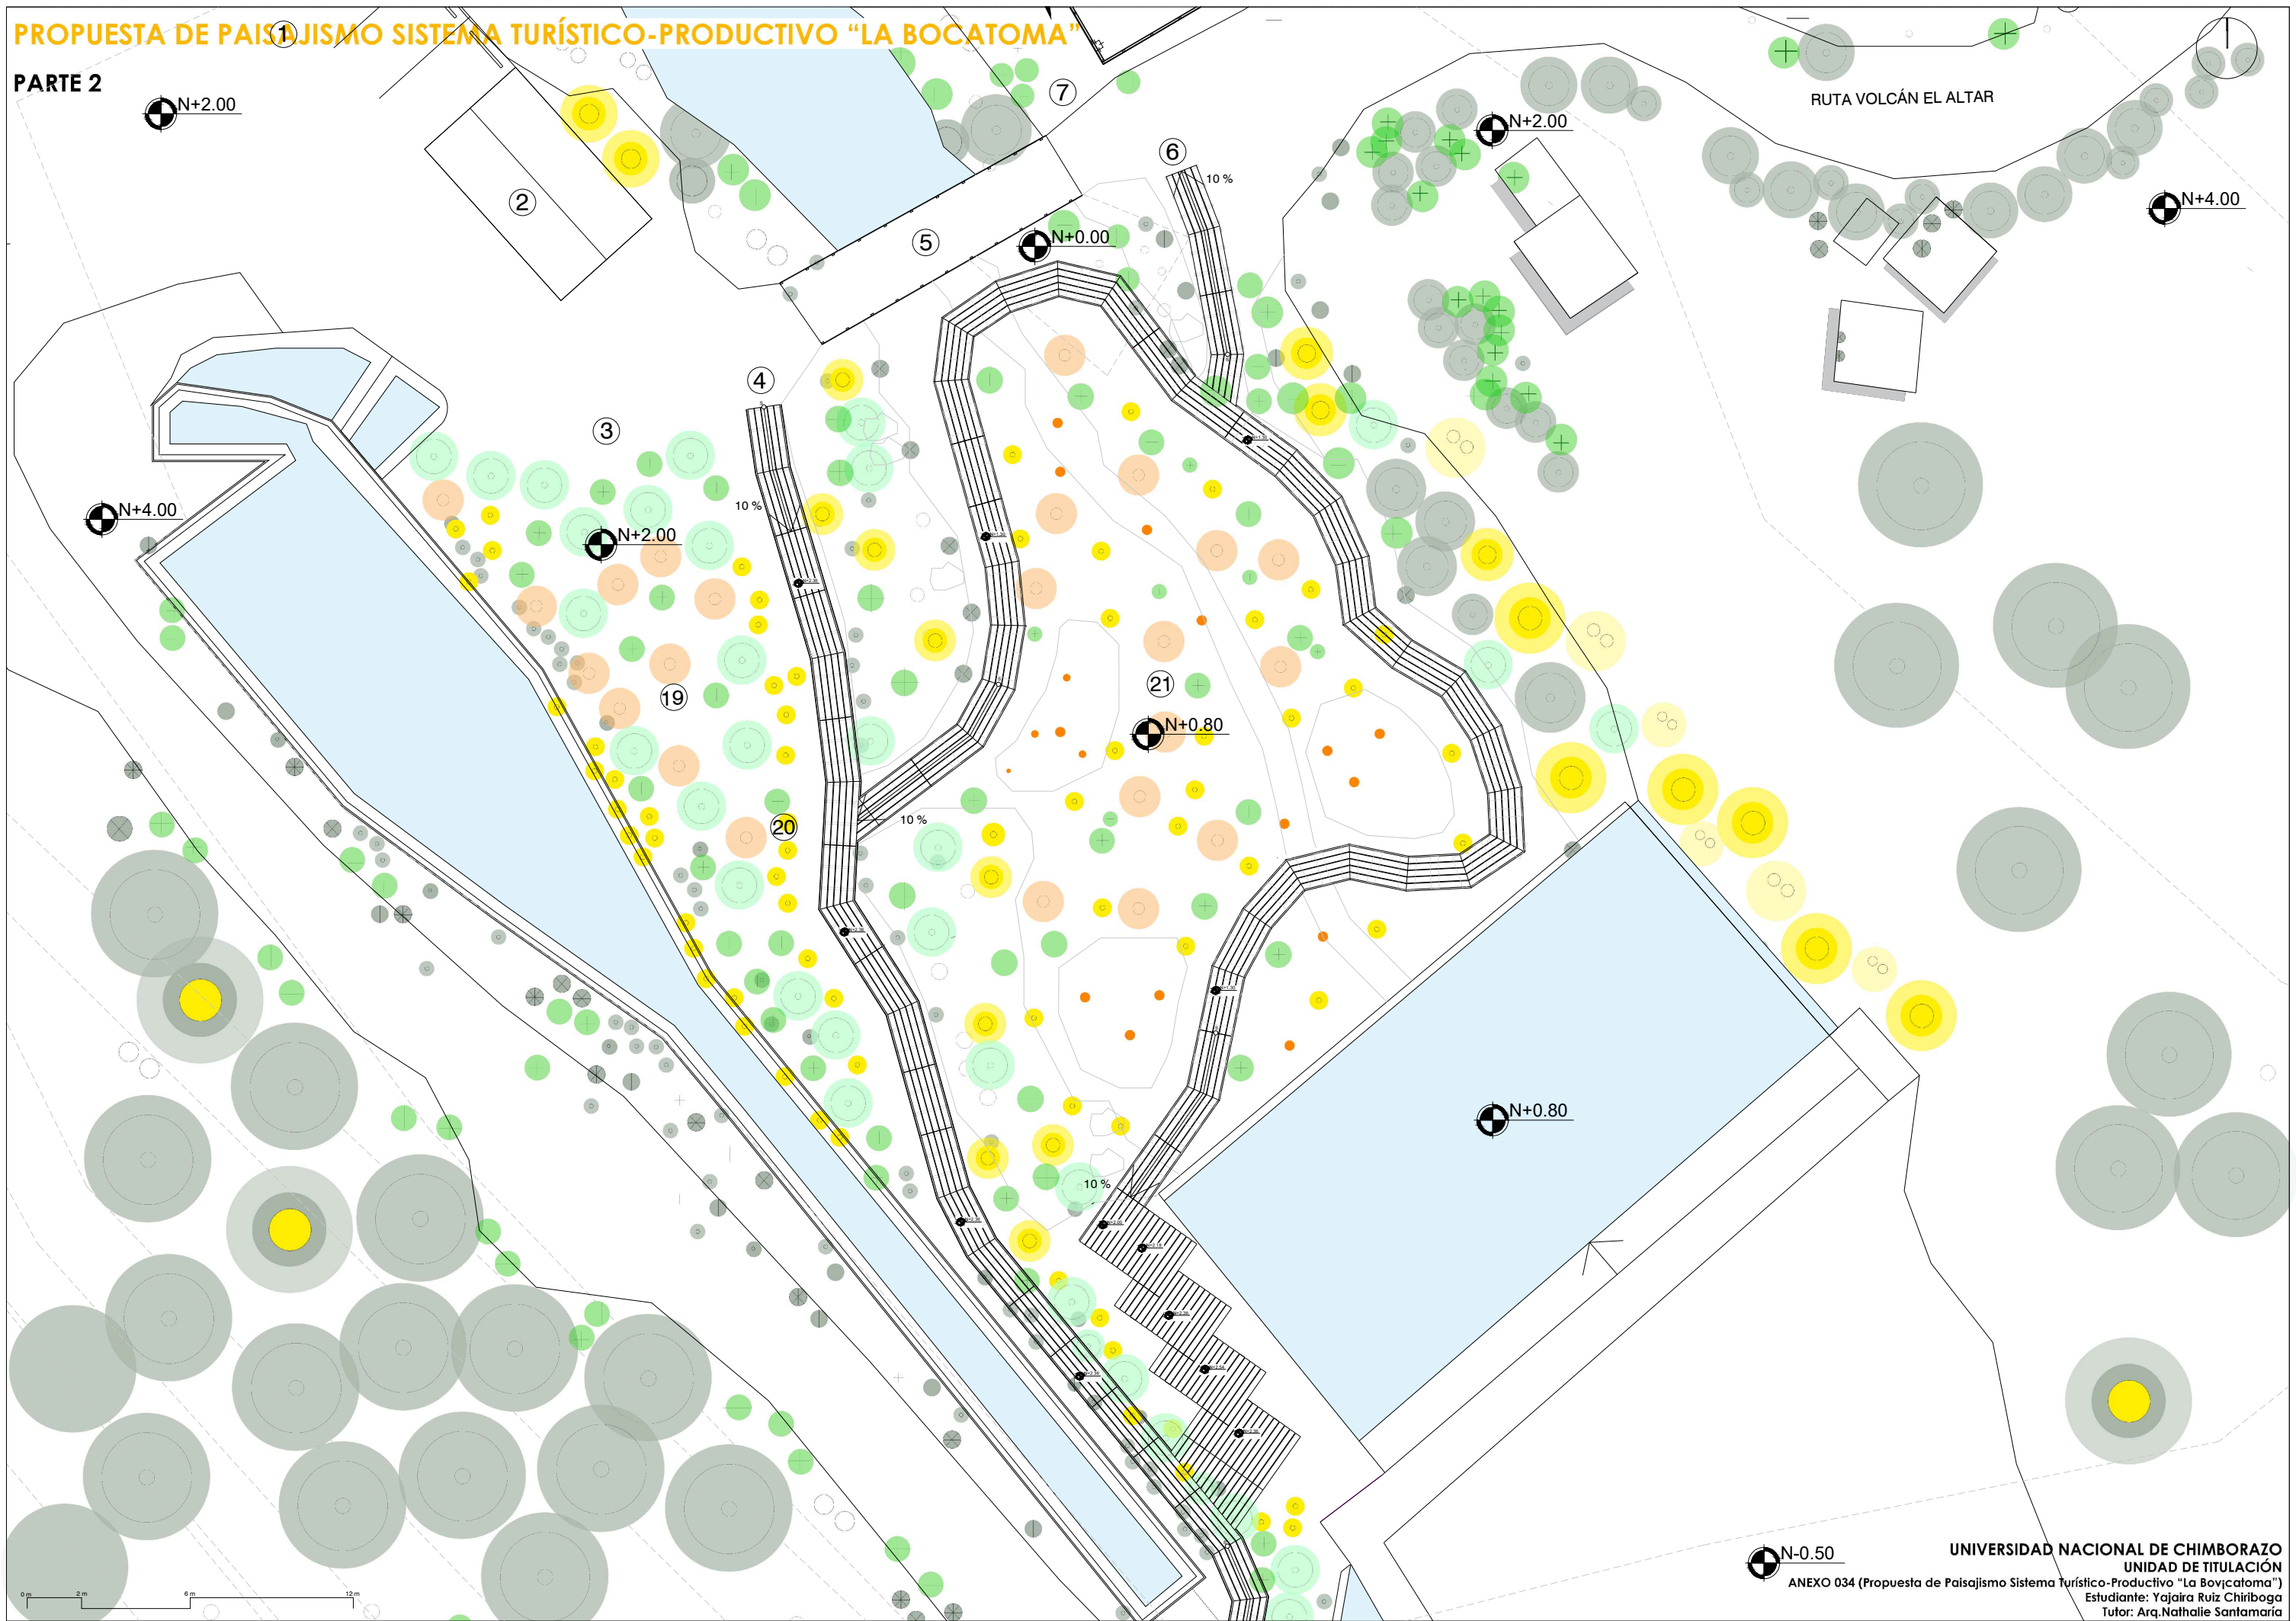 PROPUESTA DE PAISAJISMO SISTEMA TURÍSTICO-PRODUCTIVO “LA BOCATOMA”
1
PARTE 2
N+2.00
7
RUTA VOLCÁN EL ALTAR
N+2.00
6
10 %
2
N+4.00
5
N+0.00
4
3
10 %
N+4.00
N+2.00
19
21
N+0.80
20
10 %
N+0.80
10 %
N-0.50
0 m 2 m 6 m 12 m
UNIVERSIDAD NACIONAL DE CHIMBORAZO
UNIDAD DE TITULACIÓN
ANEXO 034 (Propuesta de Paisajismo Sistema Turístico-Productivo “La Bovicatoma”)
Estudiante: Yajaira Ruiz Chiriboga
Tutor: Arq.Nathalie Santamaría